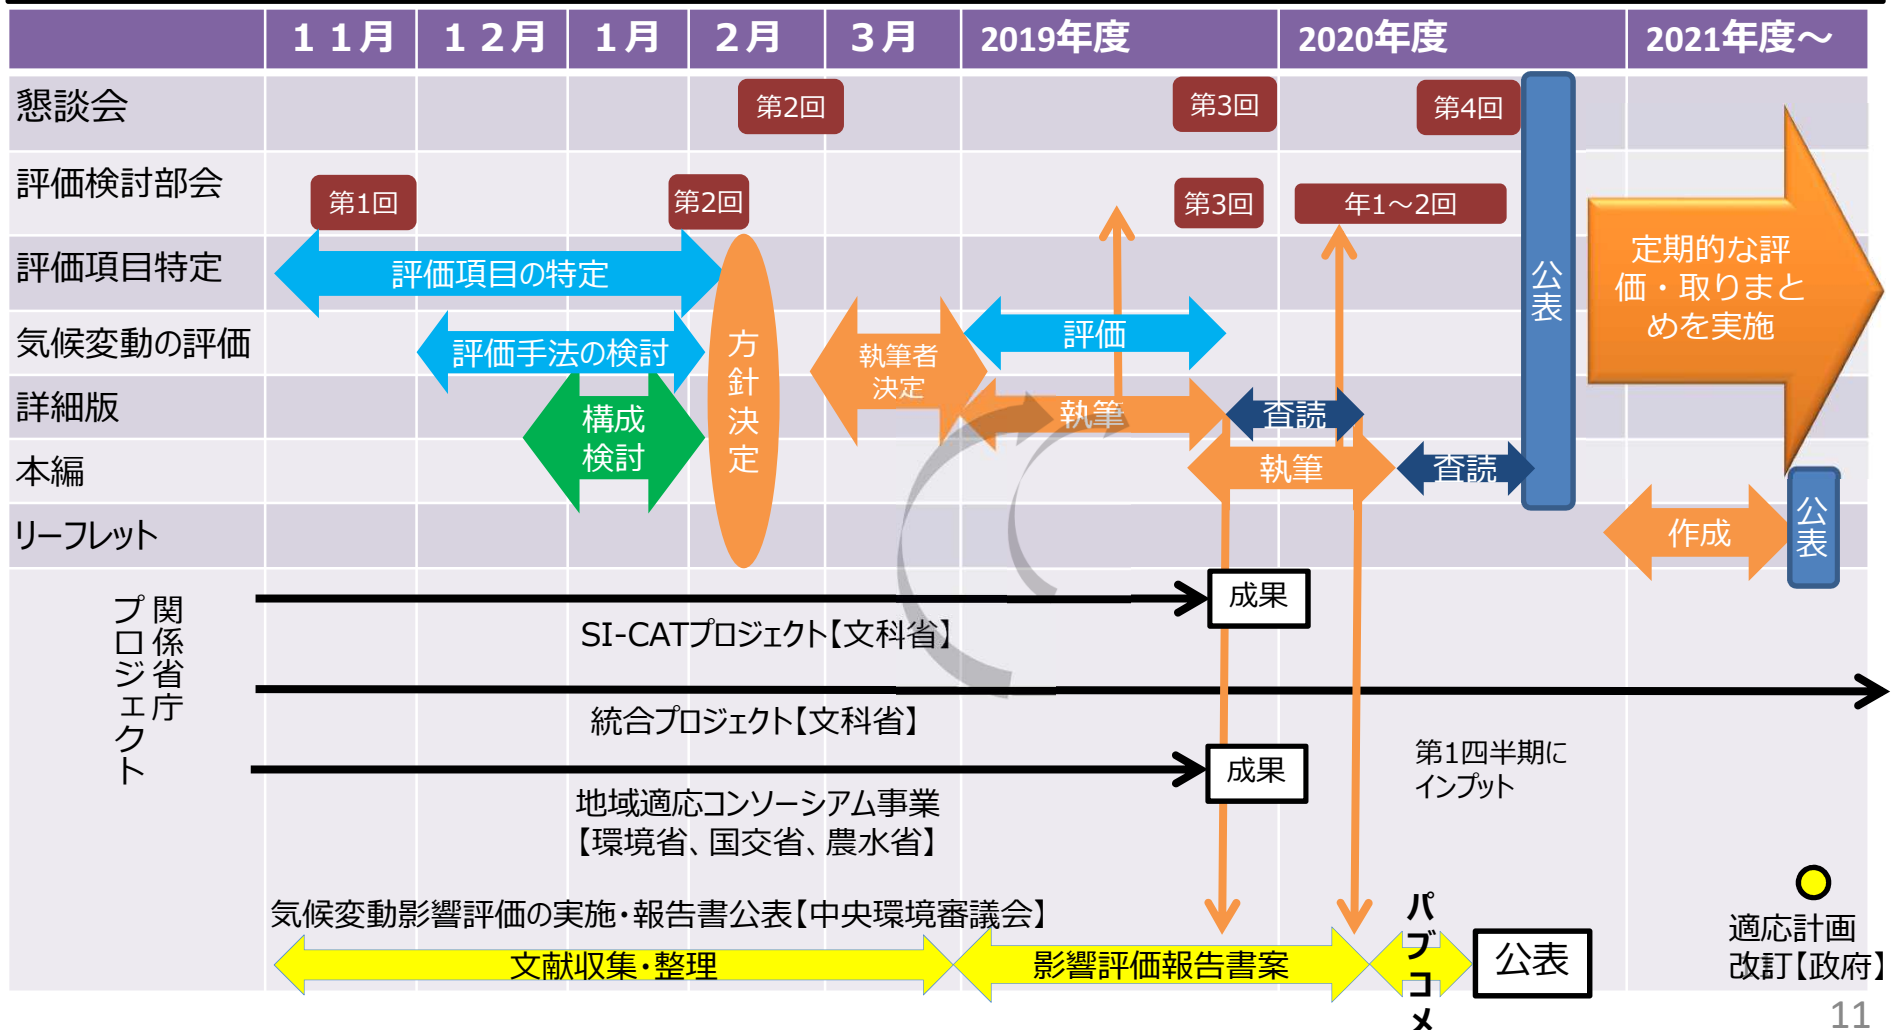 １１月 １２月 １月 ２月 ３月 2019年度 2020年度 2021年度～
懇談会
第2回 第3回 第4回
評価検討部会
第1回 第2回 第3回 年1～2回
評価項目特定
評価項目の特定
気候変動の評価
評価手法の検討
評価
詳細版
執筆
査読
本編
執筆
査読
リーフレット
作成
構成
検討
方針決定
執筆者
決定
公表
公表
定期的な評
価・取りまと
めを実施
関係省庁
プロジェクト
成果
SI-CATプロジェクト【文科省】
統合プロジェクト【文科省】
成果
地域適応コンソーシアム事業
【環境省、国交省、農水省】
第1四半期に
インプット
気候変動影響評価の実施・報告書公表【中央環境審議会】
文献収集・整理
影響評価報告書案
パブコメ
公表
適応計画
改訂【政府】
11